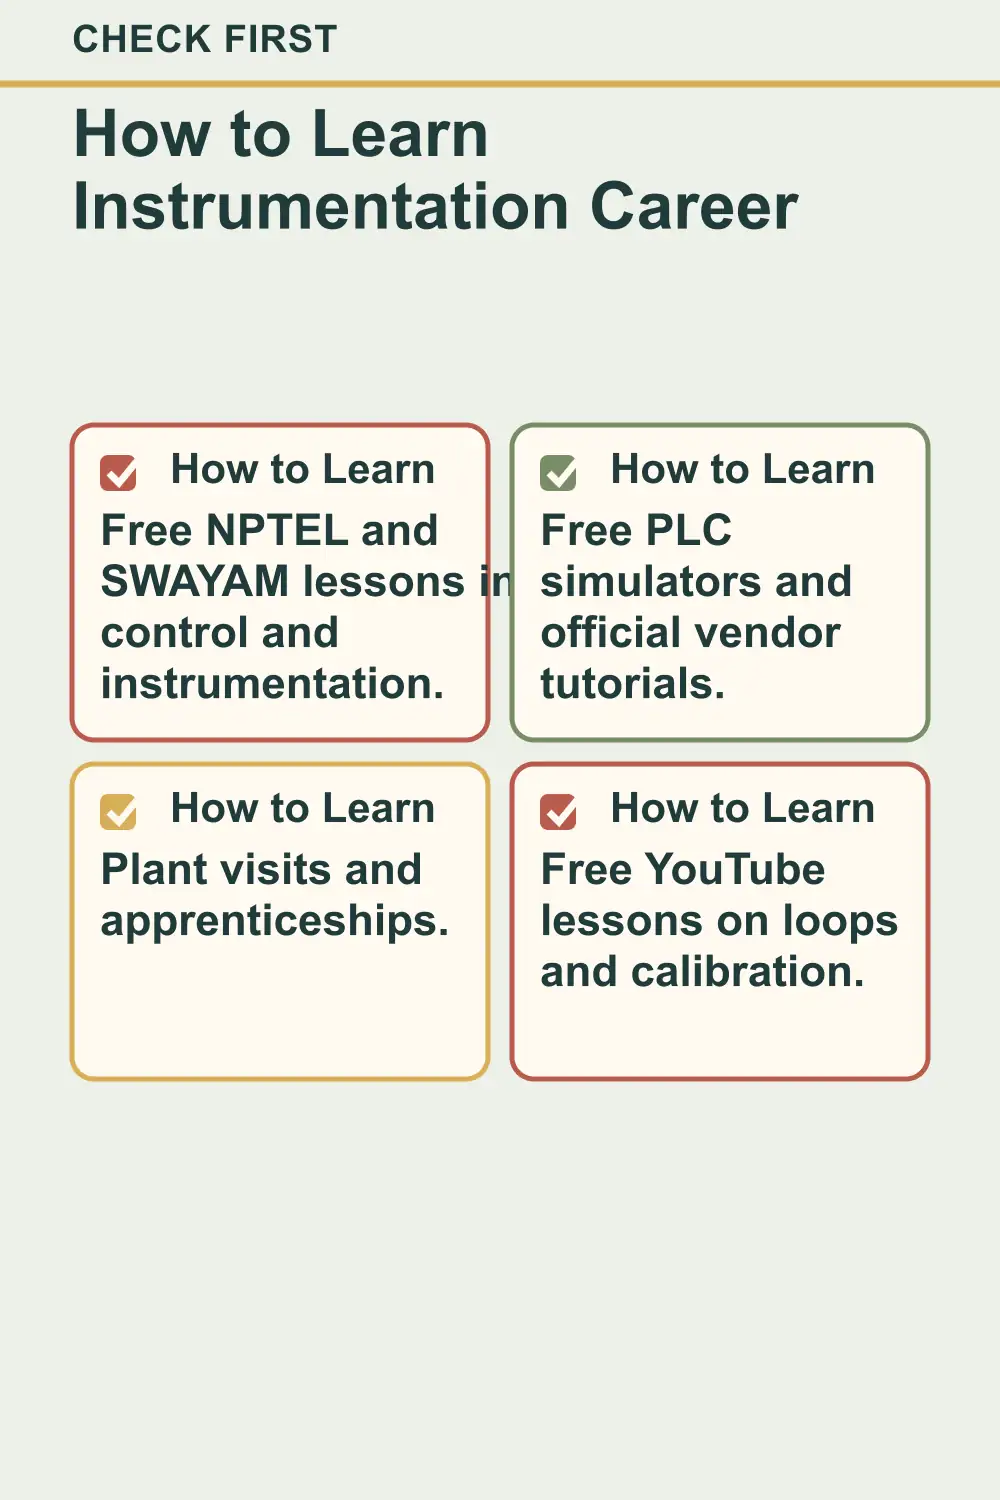 CHECK FIRST
How to Learn
Instrumentation Career
How to Learn
Free NPTEL and
SWAYAM lessons in
control and
instrumentation.
How to Learn
Free PLC
simulators and
official vendor
tutorials.
How to Learn
Plant visits and
apprenticeships.
How to Learn
Free YouTube
lessons on loops
and calibration.